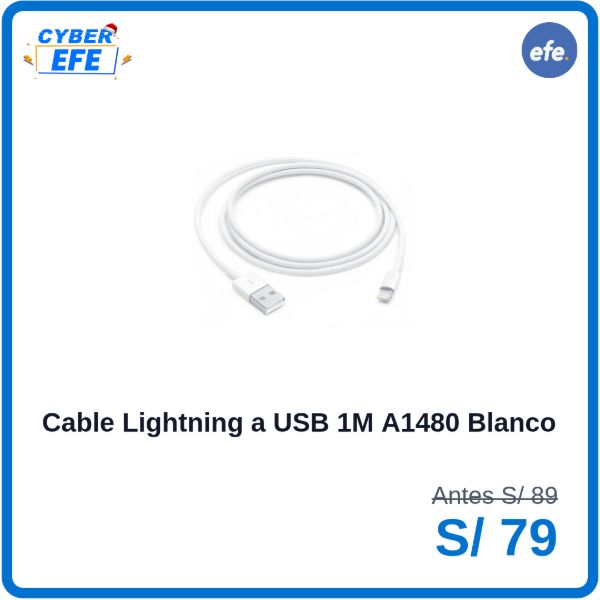 CYBER
EFE
efe.
Cable Lightning a USB 1M A1480 Blanco
Antes S/ 89
S/ 79